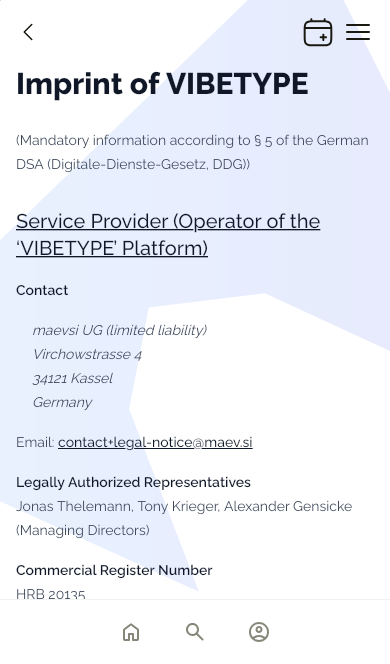 Imprint of VIBETYPE
(Mandatory information according to § 5 of the German
DSA (Digitale-Dienste-Gesetz, DDG))
Service Provider (Operator of the
‘VIBETYPE’ Platform)
Contact
maevsi UG (limited liability)
Virchowstrasse 4
34121 Kassel
Germany
Email: contact+legal-notice@maev.si
Legally Authorized Representatives
Jonas Thelemann, Tony Krieger, Alexander Gensicke
(Managing Directors)
Commercial Register Number
HRB 20135